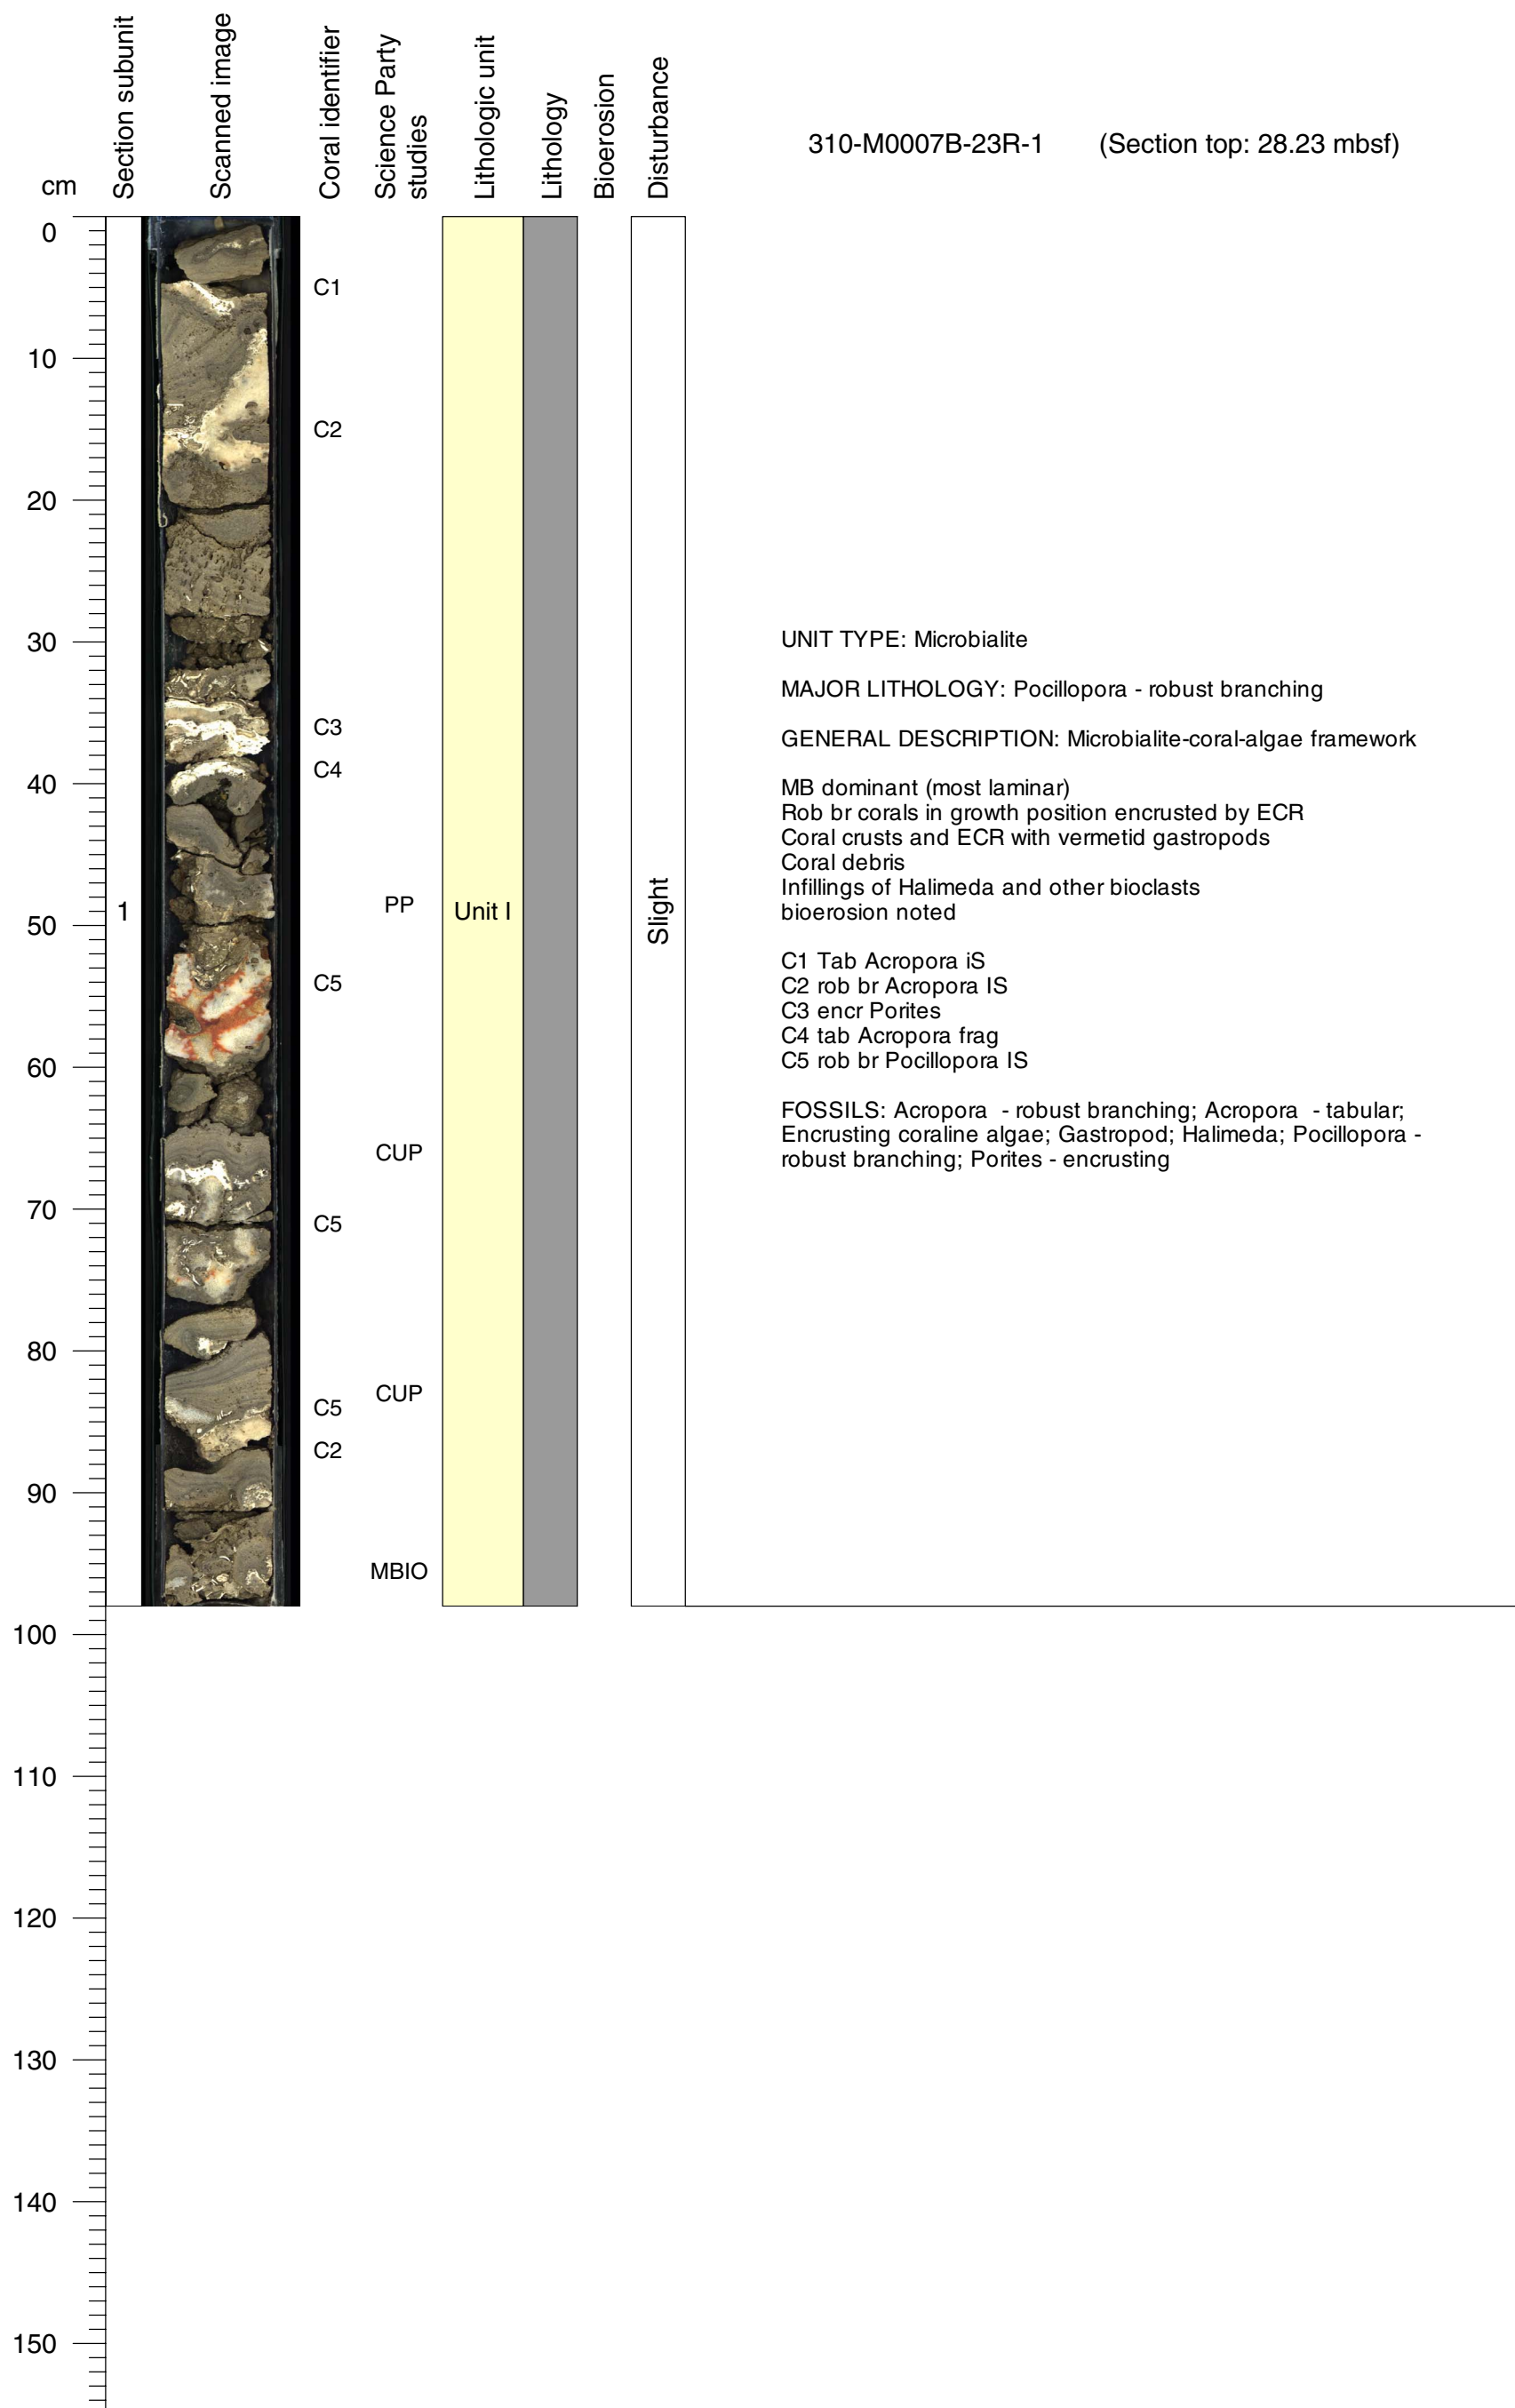 Section subunit
Scanned image
Coral identifier
Science Party
studies
Lithologic unit
Lithology
Bioerosion
Disturbance
310-M0007B-23R-1 (Section top: 28.23 mbsf)
cm
0
C1
10
C2
20
30
C3
C4
40
1
PP
Unit I
Slight
50
C5
60
CUP
70
C5
80
CUP
C5
C2
90
MBIO
100
110
120
130
140
150
UNIT TYPE: Microbialite
MAJOR LITHOLOGY: Pocillopora - robust branching
GENERAL DESCRIPTION: Microbialite-coral-algae framework
MB dominant (most laminar)
Rob br corals in growth position encrusted by ECR
Coral crusts and ECR with vermetid gastropods
Coral debris
Infillings of Halimeda and other bioclasts
bioerosion noted
C1 Tab Acropora iS
C2 rob br Acropora IS
C3 encr Porites
C4 tab Acropora frag
C5 rob br Pocillopora IS
FOSSILS: Acropora - robust branching; Acropora - tabular;
Encrusting coraline algae; Gastropod; Halimeda; Pocillopora -
robust branching; Porites - encrusting